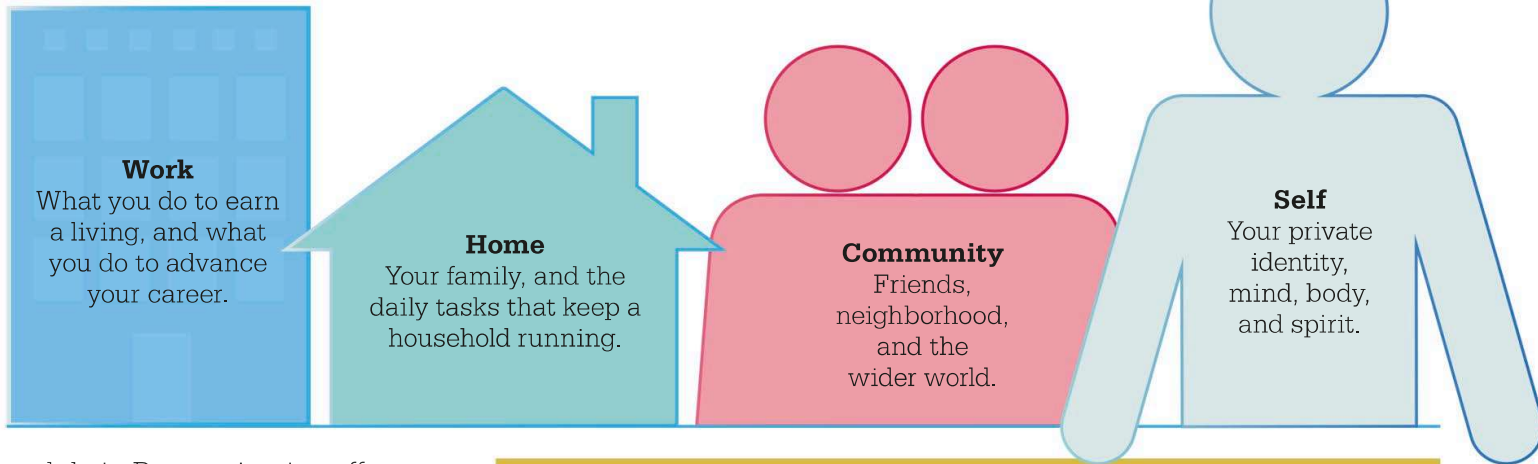 Work
What you do to earn
a living, and what
you do to advance
your career.
Home
Your family, and the
daily tasks that keep a
household running.
Community
Friends,
neighborhood,
and the
wider world.
Self
Your private
identity,
mind, body,
and spirit.